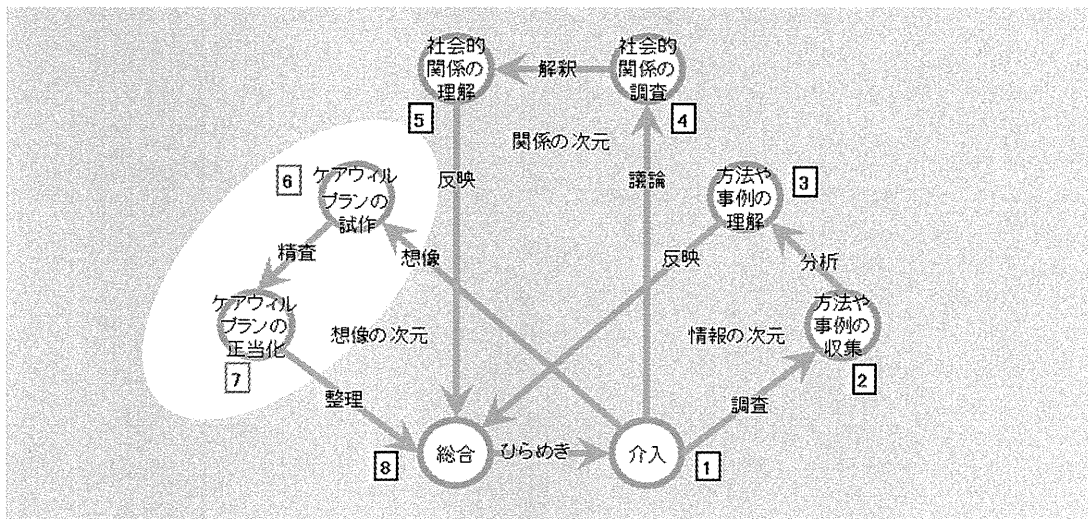 社会的
関係の
理解
5
解釈
社会的
関係の
調査
4
関係の次元
6
ケアウィル
プランの
試作
反映
議論
方法や
事例の
理解
3
精査
想像
反映
分析
ケアウィル
プランの
正当化
7
想像の次元
情報の次元
方法や
事例の
収集
2
整理
調査
8
総合
ひらめき
介入
1